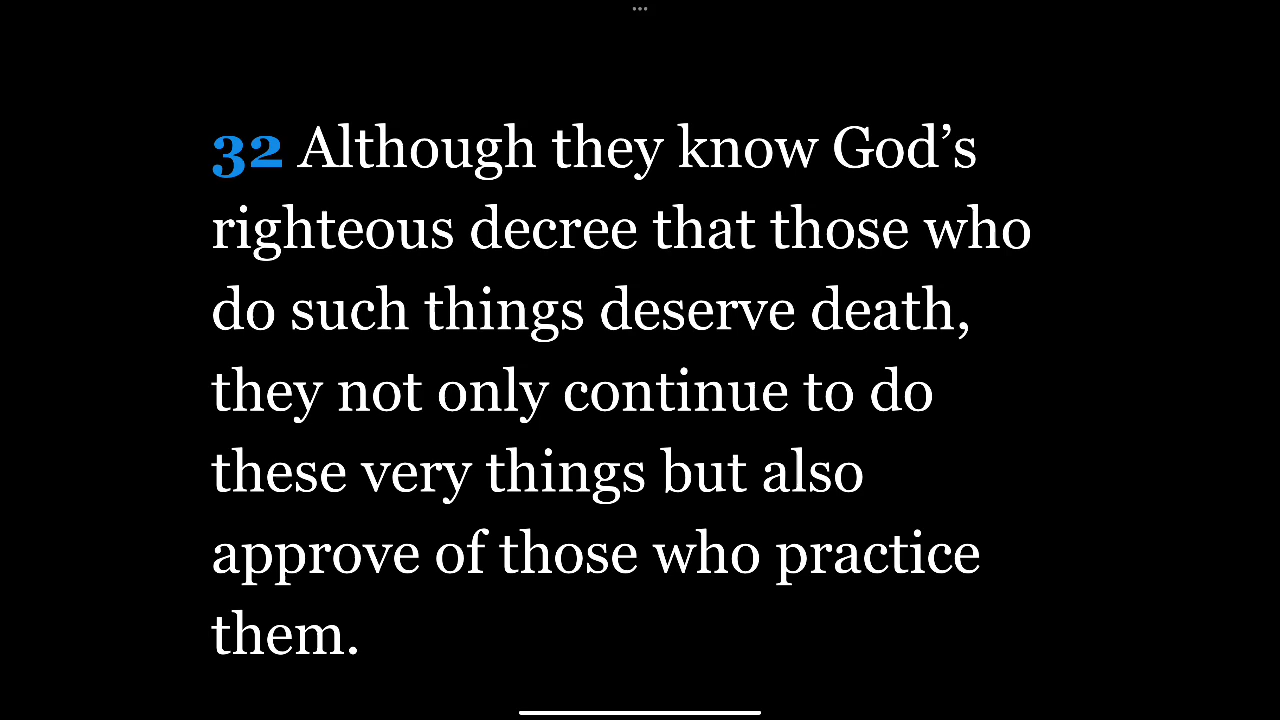 32 Although they know God’s
righteous decree that those who
do such things deserve death,
they not only continue to do
these very things but also
approve of those who practice
them.